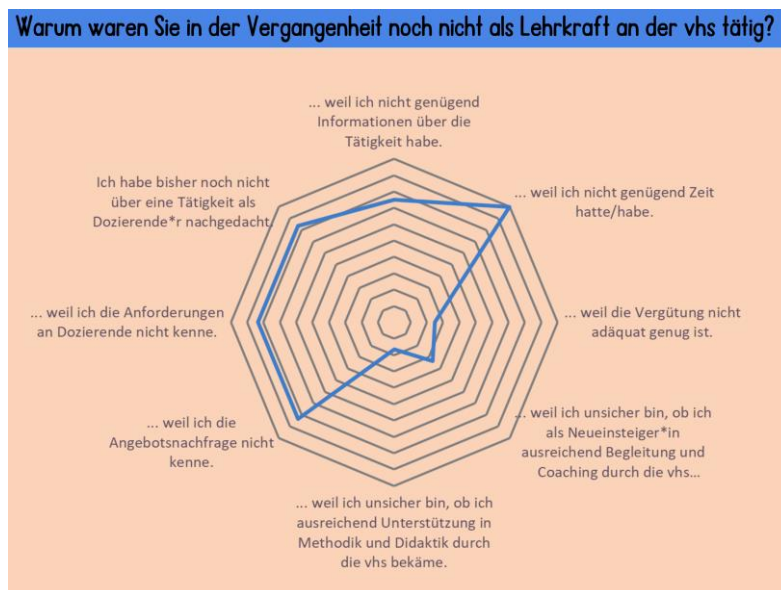 Warum waren Sie in der Vergangenheit noch nicht als Lehrkraft an der vhs tätig?
... weil ich nicht genügend
Informationen über die
Tätigkeit habe.
... weil ich nicht genügend Zeit
hatte/habe.
... weil die Vergütung nicht
adäquat genug ist.
... weil ich unsicher bin, ob ich
als Neueinsteiger*in
ausreichend Begleitung und
Coaching durch die vhs...
... weil ich unsicher bin, ob ich
ausreichend Unterstützung in
Methodik und Didaktik durch
die vhs bekäme.
... weil ich die
Angebotsnachfrage nicht
kenne.
... weil ich die Anforderungen
an Dozierende nicht kenne.
Ich habe bisher noch nicht
über eine Tätigkeit als
Dozierende*r nachgedacht.